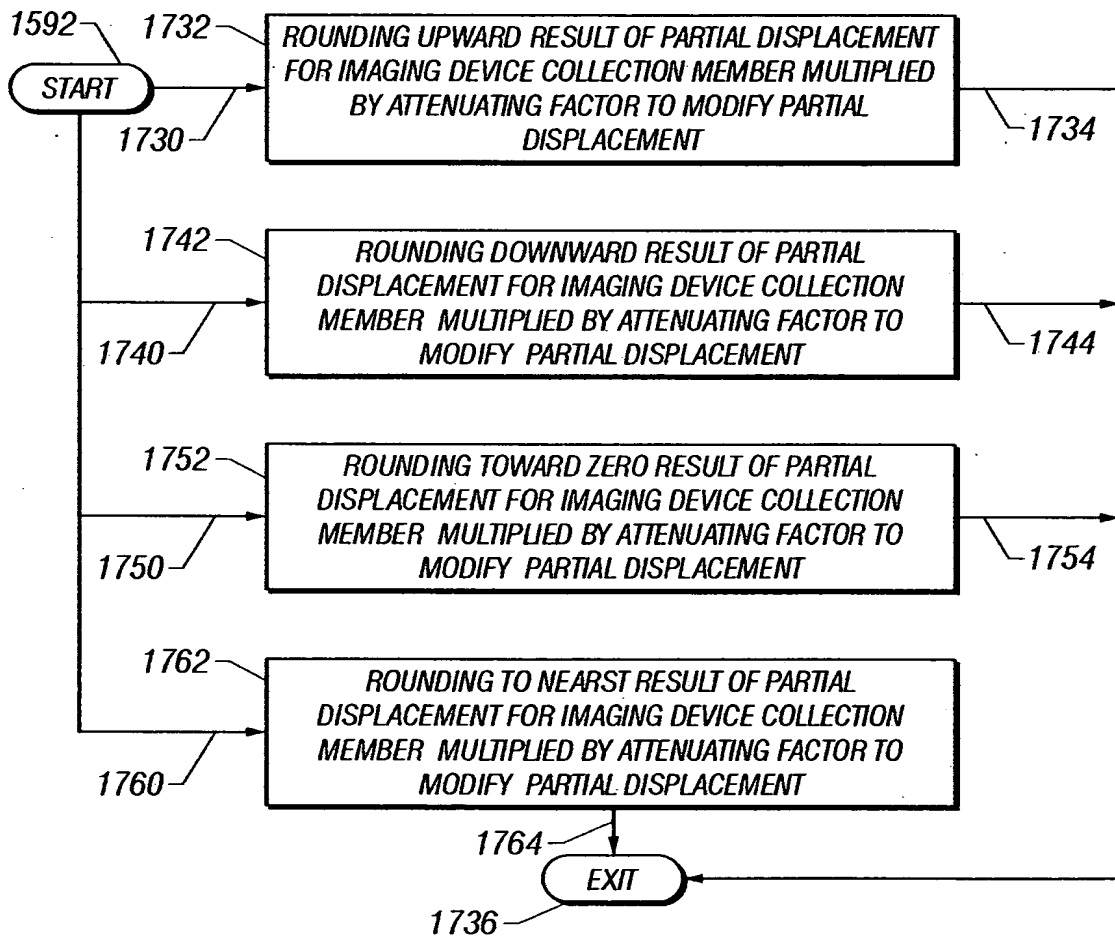 1592
START
1730
1732
ROUNDING UPWARD RESULT OF PARTIAL DISPLACEMENT
FOR IMAGING DEVICE COLLECTION MEMBER MULTIPLIED
BY ATTENUATING FACTOR TO MODIFY PARTIAL
DISPLACEMENT
1734
1742
ROUNDING DOWNWARD RESULT OF PARTIAL
DISPLACEMENT FOR IMAGING DEVICE COLLECTION
MEMBER MULTIPLIED BY ATTENUATING FACTOR TO
MODIFY PARTIAL DISPLACEMENT
1740
1744
1752
ROUNDING TOWARD ZERO RESULT OF PARTIAL
DISPLACEMENT FOR IMAGING DEVICE COLLECTION
MEMBER MULTIPLIED BY ATTENUATING FACTOR TO
MODIFY PARTIAL DISPLACEMENT
1750
1754
1762
ROUNDING TO NEARST RESULT OF PARTIAL
DISPLACEMENT FOR IMAGING DEVICE COLLECTION
MEMBER MULTIPLIED BY ATTENUATING FACTOR TO
MODIFY PARTIAL DISPLACEMENT
1760
1764
EXIT
1736